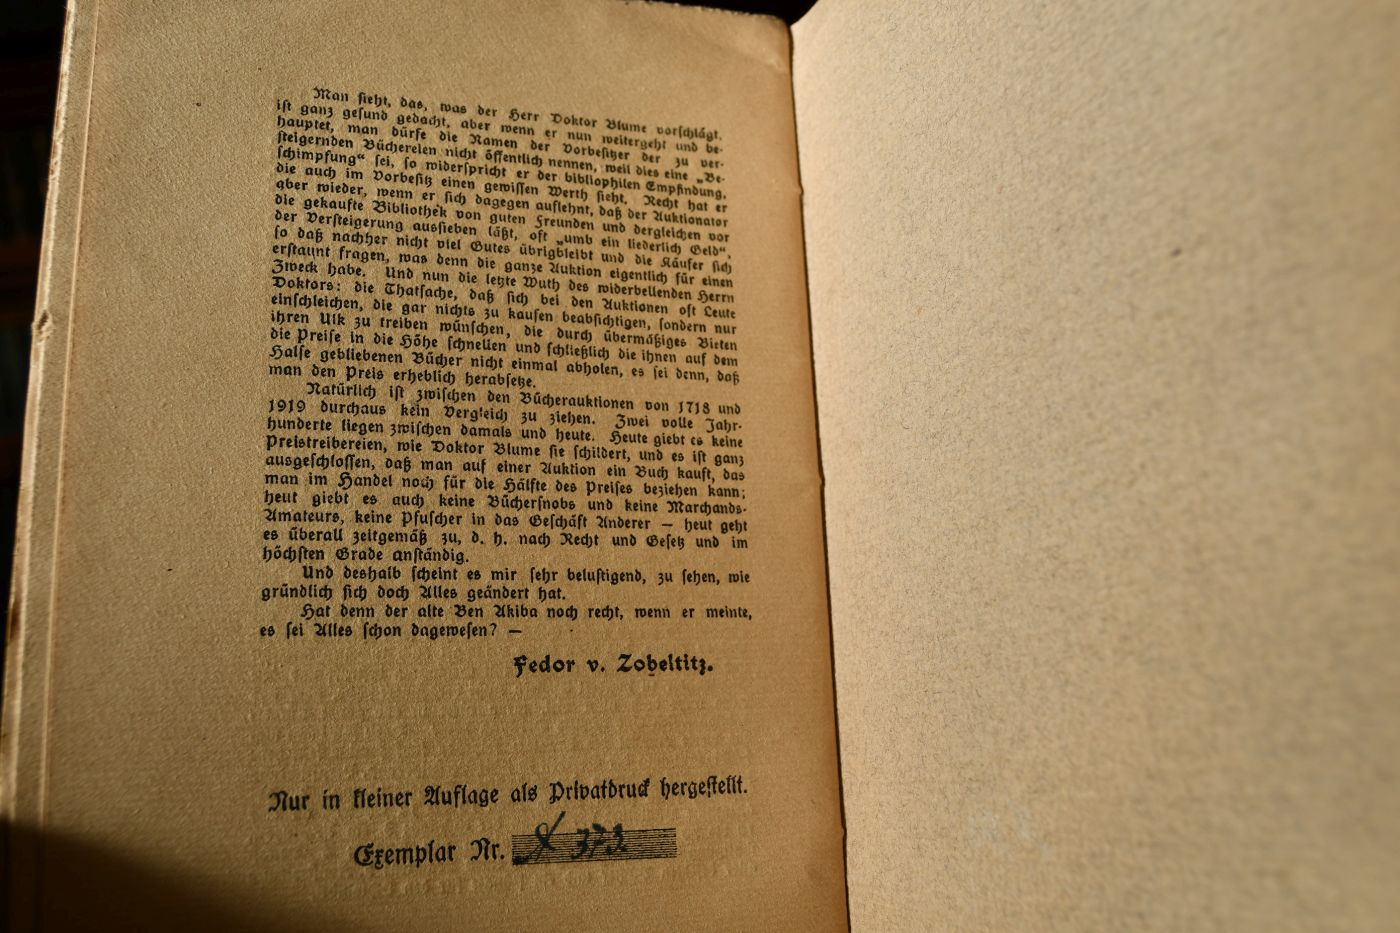 Man sieht, das, was der Herr Doktor Blume vorschlägt,
ist ganz gesund gedacht, aber wenn er nun weitergeht und be-
hauptet, man dürfe die Namen der Vorbesitzer der zu ver-
steigernden Büchereien nicht öffentlich nennen, weil dies eine „Be-
schimpfung“ sei, so widerspricht er der bibliophilen Empfindung,
die auch im Vorbesitz einen gewissen Werth sieht. Recht hat er
aber wieder, wenn er sich dagegen auflehnt, daß der Auktionator
die gekaufte Bibliothek von guten Freunden und dergleichen vor
der Versteigerung aussieben läßt, oft „umb ein liederlich Geld“,
so daß nachher nicht viel Gutes übrigbleibt und die Käufer sich
erstaunt fragen, was denn die ganze Auktion eigentlich für einen
Zweck habe. Und nun die letzte Wuth des widerbellenden Herrn
Doktors: die Thatsache, daß sich bei den Auktionen oft Leute
einschleichen, die gar nichts zu kaufen beabsichtigen, sondern nur
ihren Ulk zu treiben wünschen, die durch übermäßiges Bieten
die Preise in die Höhe schnellen und schließlich die ihnen auf dem
Halse gebliebenen Bücher nicht einmal abholen, es sei denn, daß
man den Preis erheblich herabsetze.
Natürlich ist zwischen den Bücherauktionen von 1718 und
1919 durchaus kein Vergleich zu ziehen. Zwei volle Jahr-
hunderte liegen zwischen damals und heute. Heute giebt es keine
Preistreibereien, wie Doktor Blume sie schildert, und es ist ganz
ausgeschlossen, daß man auf einer Auktion ein Buch kauft, das
man im Handel noch für die Hälfte des Preises beziehen kann;
heut giebt es auch keine Büchersnobs und keine Marchands-
Amateurs, keine Pfuscher in das Geschäft Anderer — heut geht
es überall zeitgemäß zu, d. h. nach Recht und Gesetz und im
höchsten Grade anständig.
Und deshalb scheint es mir sehr belustigend, zu sehen, wie
gründlich sich doch Alles geändert hat.
Hat denn der alte Ben Akiba noch recht, wenn er meinte,
es sei Alles schon dagewesen? —
Fedor v. Zobeltitz.
Nur in kleiner Auflage als Privatdruck hergestellt.
Exemplar Nr. 373